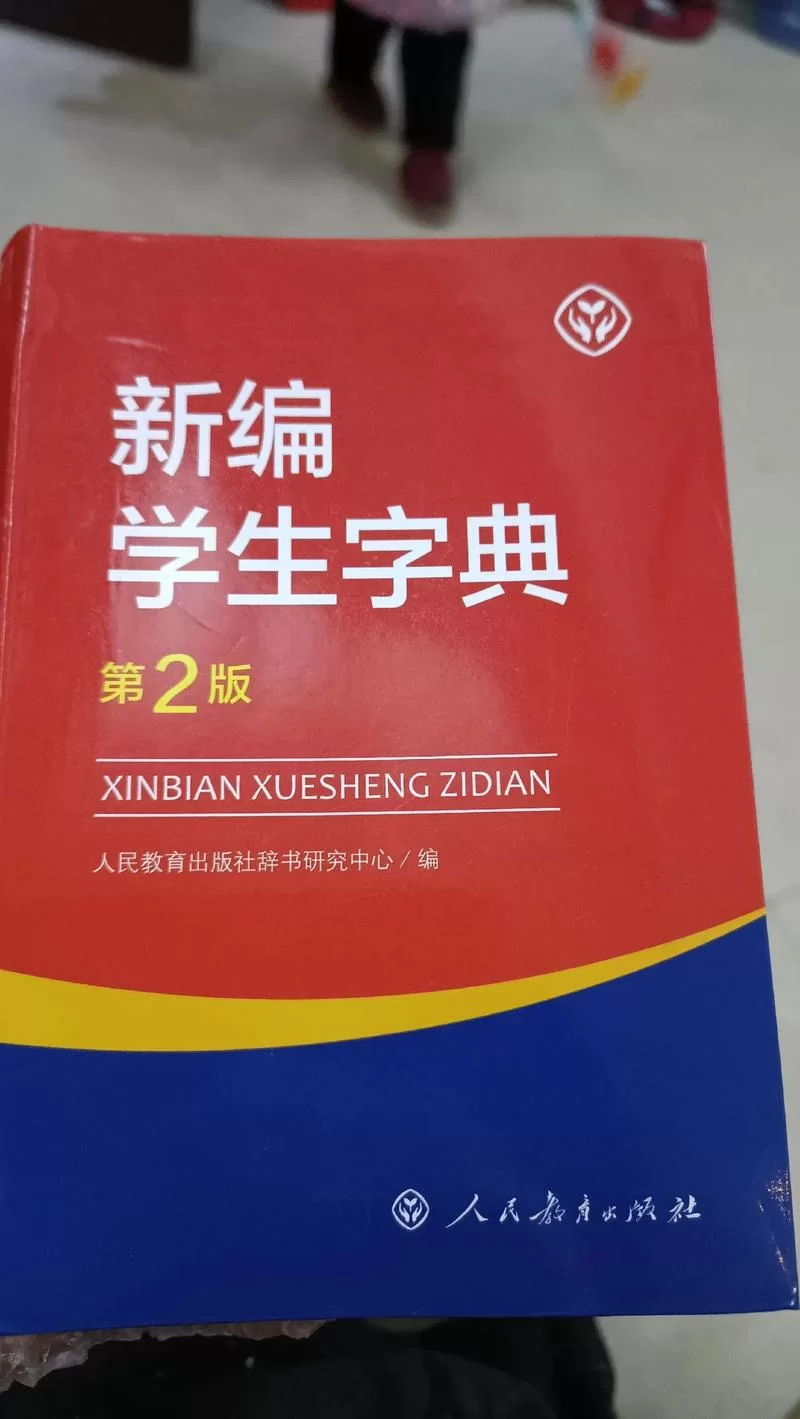 新编
学生字典
第2版
XINBIAN XUESHENG ZIDIAN
人民教育出版社辞书研究中心／编
人民教育出版社